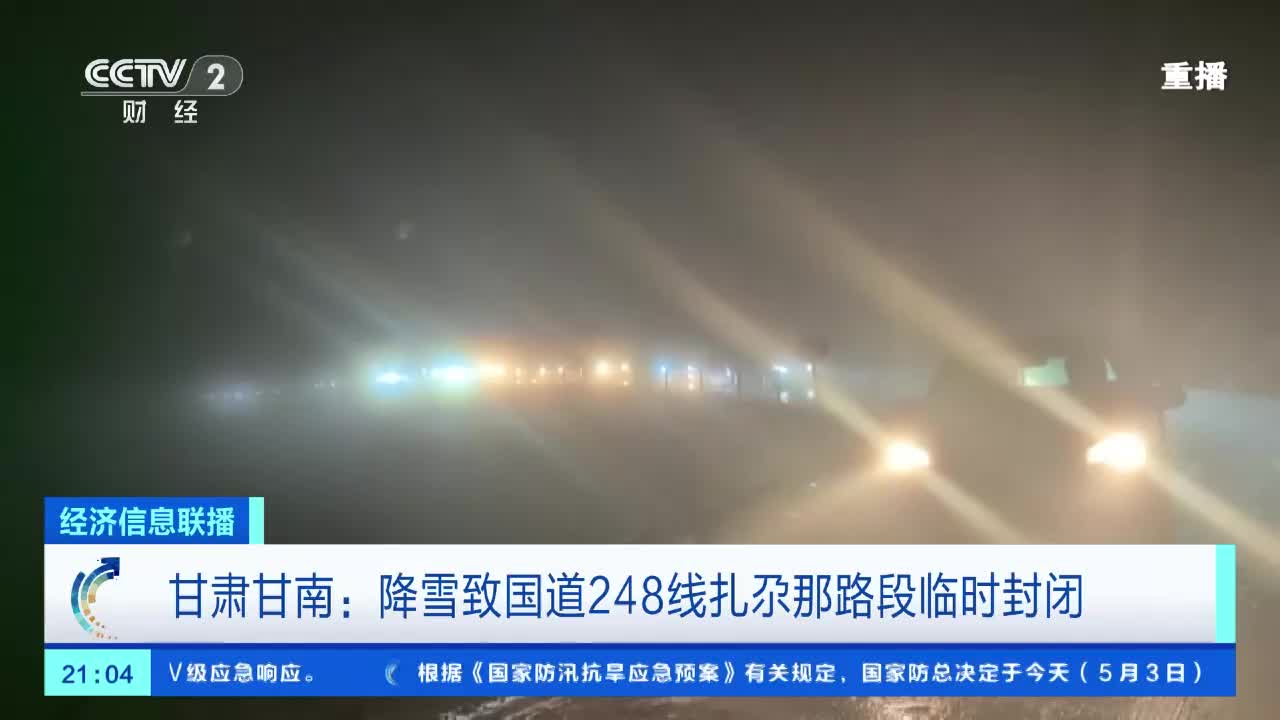 CCTV 2
财 经
重播
经济信息联播
甘肃甘南：降雪致国道248线扎尕那路段临时封闭
21:04
V级应急响应。 根据《国家防汛抗旱应急预案》有关规定，国家防总决定于今天（5月3日）